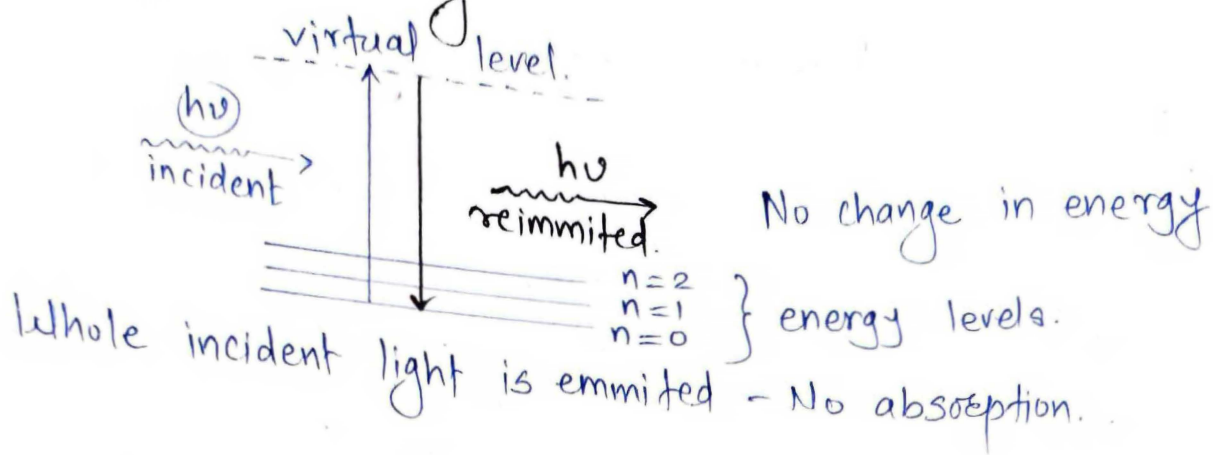 virtual level.
hν
incident
hν
reimmited.
No change in energy
n=2
n=1
n=0
} energy levels.
Whole incident light is emmited - No absorption.